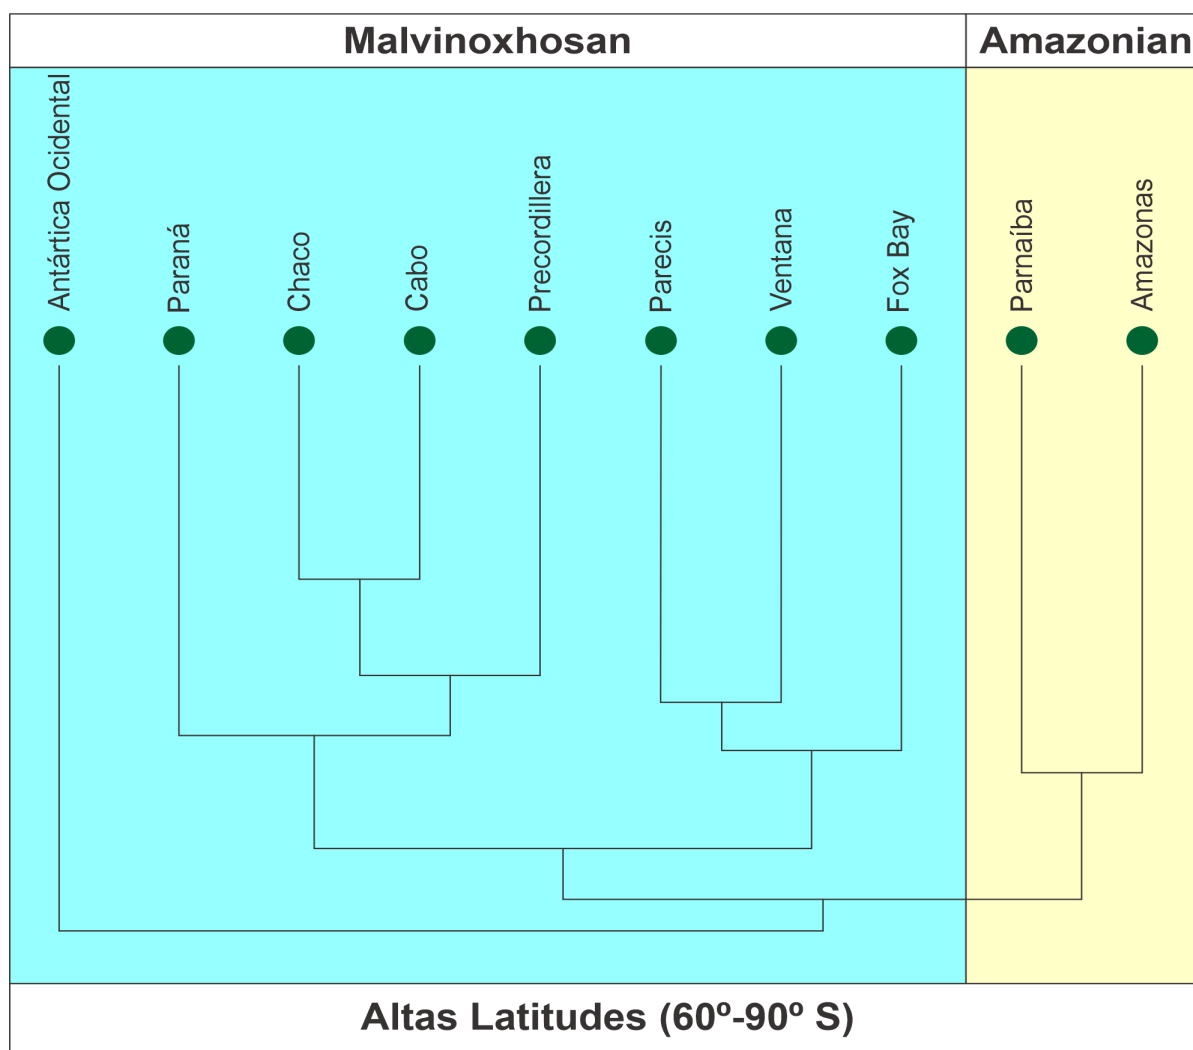 Malvinoxhosan
Amazonian
Antártica Ocidental
Paraná
Chaco
Cabo
Precordillera
Parecis
Ventana
Fox Bay
Parnaíba
Amazonas
Altas Latitudes (60º-90º S)